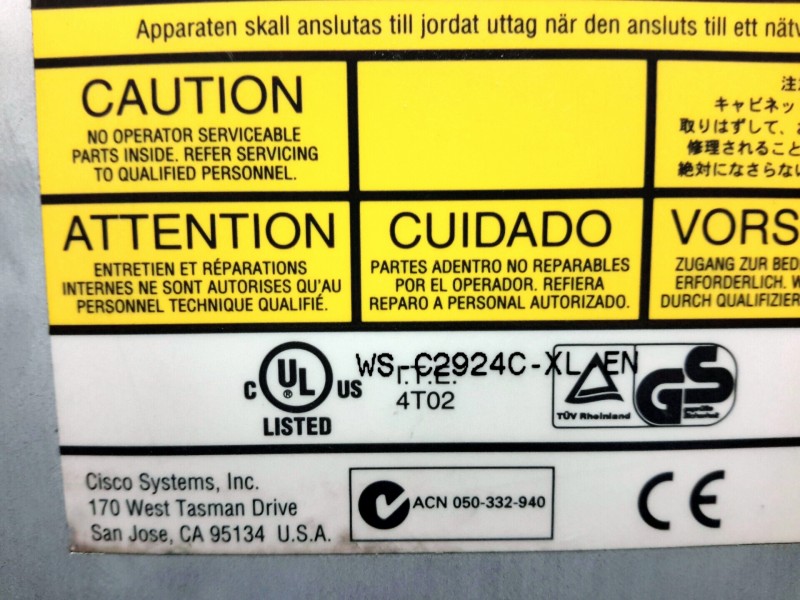 Apparaten skall anslutas till jordat uttag när den ansluts till ett
CAUTION
NO OPERATOR SERVICEABLE
PARTS INSIDE. REFER SERVICING
TO QUALIFIED PERSONNEL.
キャビネッ
取りはずして、
修理されること
絶対になさらない
ATTENTION
ENTRETIEN ET RÉPARATIONS
INTERNES NE SONT AUTORISES QU'AU
PERSONNEL TECHNIQUE QUALIFIÉ.
CUIDADO
PARTES ADENTRO NO REPARABLES
POR EL OPERADOR. REFIERA
REPARO A PERSONAL AUTORIZADO.
VORS
ZUGANG ZUR BED
ERFORDERLICH. W
DURCH QUALIFIZIER
WS-C2924C-XL-EN
C UL US
I.T.E.
4T02
LISTED
TÜV Rheinland
GS
Cisco Systems, Inc.
170 West Tasman Drive
San Jose, CA 95134 U.S.A.
ACN 050-332-940
CE